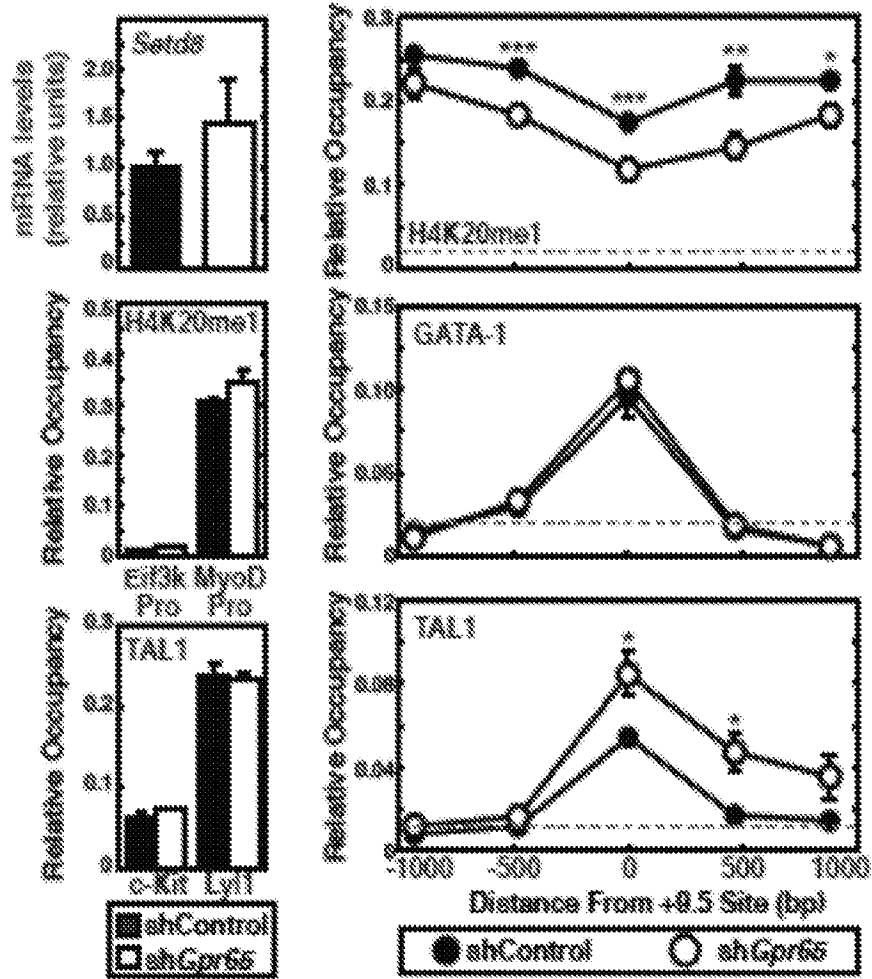 Setd8
mRNA levels
(relative units)
2.0
1.5
1.0
0.5
0
Relative Occupancy
0.3
0.2
0.1
0
***
***
**
*
H4K20me1
Relative Occupancy
0.5
0.4
0.3
0.2
0.1
0
H4K20me1
Eif3k MyoD
Pro Pro
Relative Occupancy
0.15
0.10
0.05
0
GATA-1
Relative Occupancy
0.3
0.2
0.1
0
TAL1
c-Kit Lyl1
Relative Occupancy
0.12
0.08
0.04
0
TAL1
*
*
-1000 -500 0 500 1000
Distance From +9.5 Site (bp)
shControl
shGpr65
shControl shGpr65